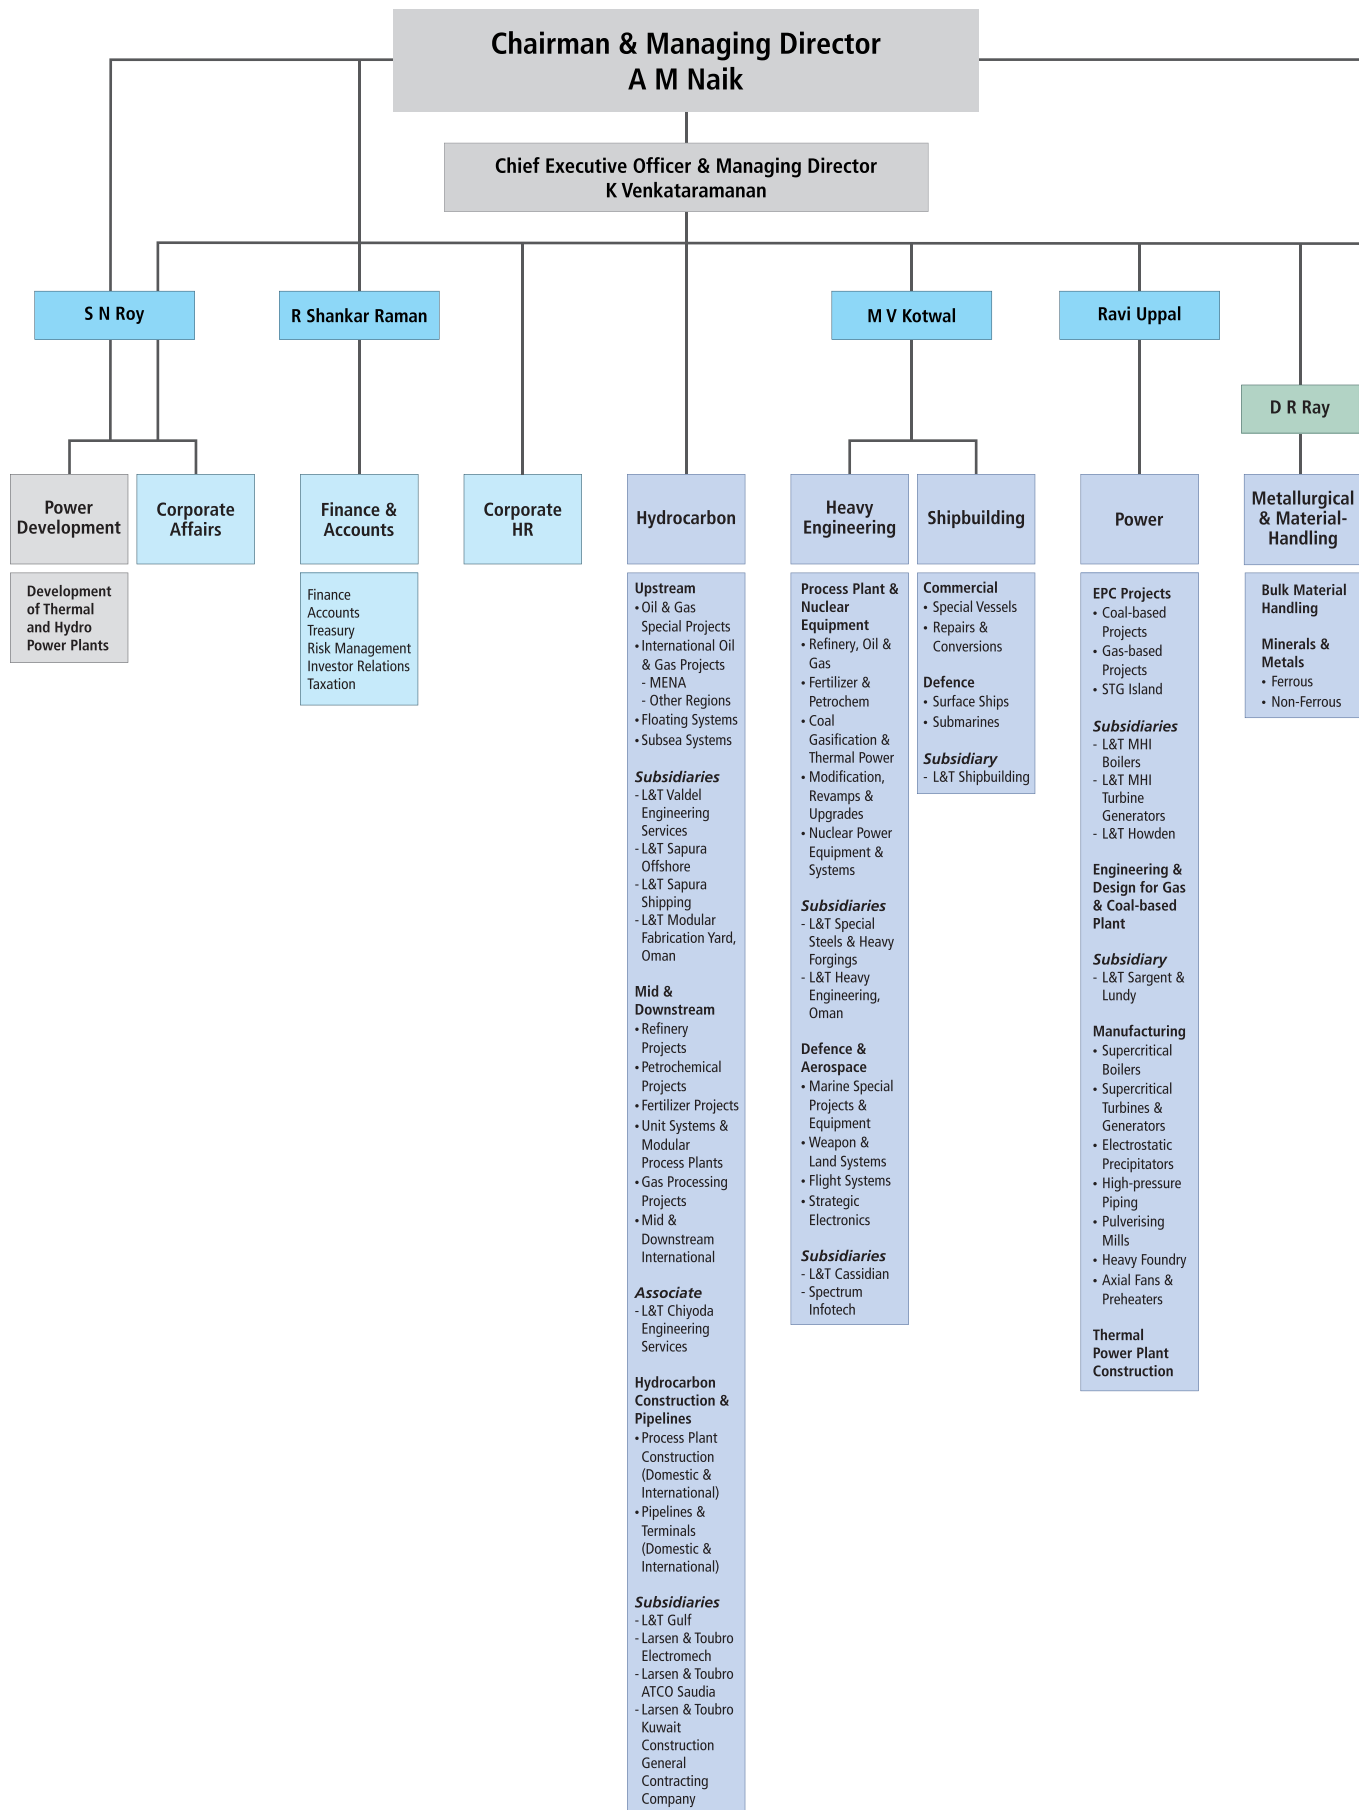 Chairman & Managing Director
A M Naik
Chief Executive Officer & Managing Director
K Venkataramanan
S N Roy
R Shankar Raman
M V Kotwal
Ravi Uppal
D R Ray
Power
Development
Corporate
Affairs
Finance &
Accounts
Corporate
HR
Hydrocarbon
Heavy
Engineering
Shipbuilding
Power
Metallurgical
& Material-
Handling
Development
of Thermal
and Hydro
Power Plants
Finance
Accounts
Treasury
Risk Management
Investor Relations
Taxation
Upstream
• Oil & Gas
Special Projects
• International Oil
& Gas Projects
- MENA
- Other Regions
• Floating Systems
• Subsea Systems
Subsidiaries
- L&T Valdel
Engineering
Services
- L&T Sapura
Offshore
- L&T Sapura
Shipping
- L&T Modular
Fabrication Yard,
Oman
Mid &
Downstream
• Refinery
Projects
• Petrochemical
Projects
• Fertilizer Projects
• Unit Systems &
Modular
Process Plants
• Gas Processing
Projects
• Mid &
Downstream
International
Associate
- L&T Chiyoda
Engineering
Services
Hydrocarbon
Construction &
Pipelines
• Process Plant
Construction
(Domestic &
International)
• Pipelines &
Terminals
(Domestic &
International)
Subsidiaries
- L&T Gulf
- Larsen & Toubro
Electromech
- Larsen & Toubro
ATCO Saudia
- Larsen & Toubro
Kuwait
Construction
General
Contracting
Company
Process Plant &
Nuclear
Equipment
• Refinery, Oil &
Gas
• Fertilizer &
Petrochem
• Coal
Gasification &
Thermal Power
• Modification,
Revamps &
Upgrades
• Nuclear Power
Equipment &
Systems
Subsidiaries
- L&T Special
Steels & Heavy
Forgings
- L&T Heavy
Engineering,
Oman
Defence &
Aerospace
• Marine Special
Projects &
Equipment
• Weapon &
Land Systems
• Flight Systems
• Strategic
Electronics
Subsidiaries
- L&T Cassidian
- Spectrum
Infotech
Commercial
• Special Vessels
• Repairs &
Conversions
Defence
• Surface Ships
• Submarines
Subsidiary
- L&T Shipbuilding
EPC Projects
• Coal-based
Projects
• Gas-based
Projects
• STG Island
Subsidiaries
- L&T MHI
Boilers
- L&T MHI
Turbine
Generators
- L&T Howden
Engineering &
Design for Gas
& Coal-based
Plant
Subsidiary
- L&T Sargent &
Lundy
Manufacturing
• Supercritical
Boilers
• Supercritical
Turbines &
Generators
• Electrostatic
Precipitators
• High-pressure
Piping
• Pulverising
Mills
• Heavy Foundry
• Axial Fans &
Preheaters
Thermal
Power Plant
Construction
Bulk Material
Handling
Minerals &
Metals
• Ferrous
• Non-Ferrous